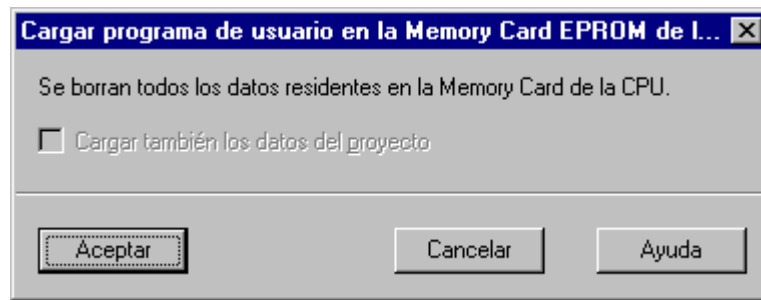 Cargar programa de usuario en la Memory Card EPROM de l...
Se borran todos los datos residentes en la Memory Card de la CPU.
Cargar también los datos del proyecto
Aceptar Cancelar Ayuda